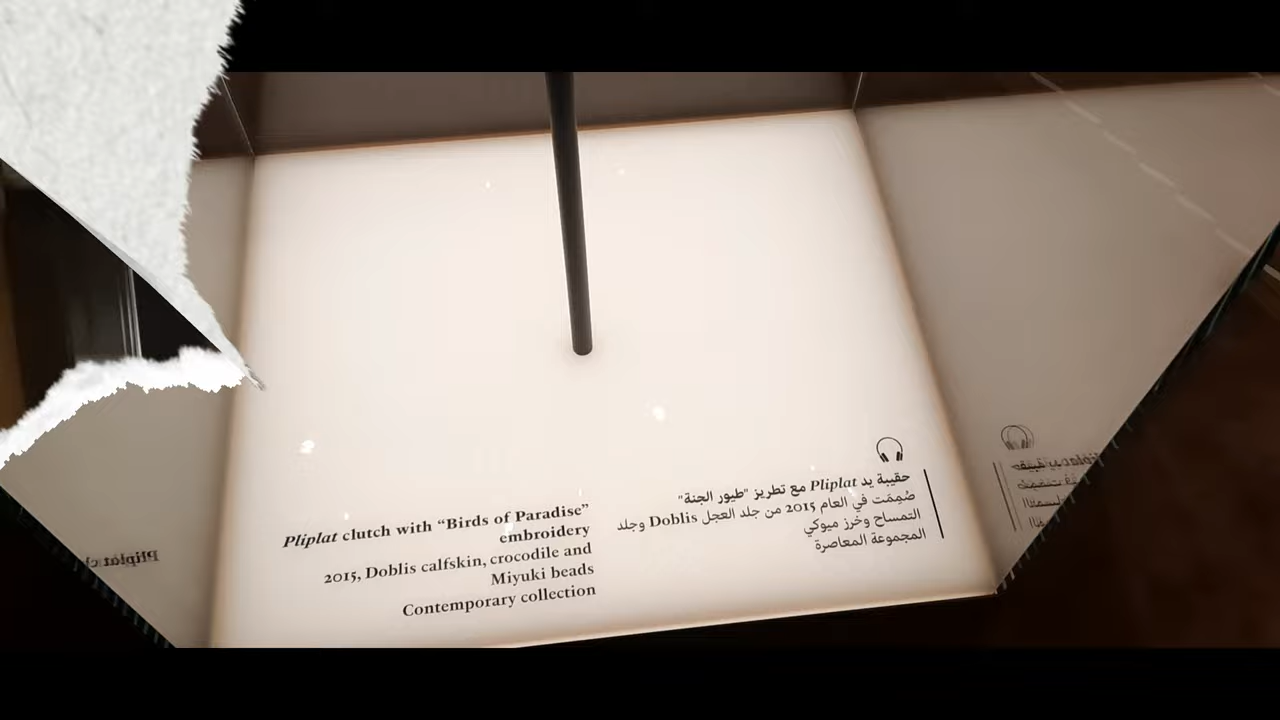 Pliplat clutch with “Birds of Paradise”
embroidery
2015, Doblis calfskin, crocodile and
Miyuki beads
Contemporary collection
حقيبة يد Pliplat مع تطريز "طيور الجنة"
صُمِمَت في العام 2015 من جلد العجل Doblis وجلد
التمساح وخرز ميوكي
المجموعة المعاصرة